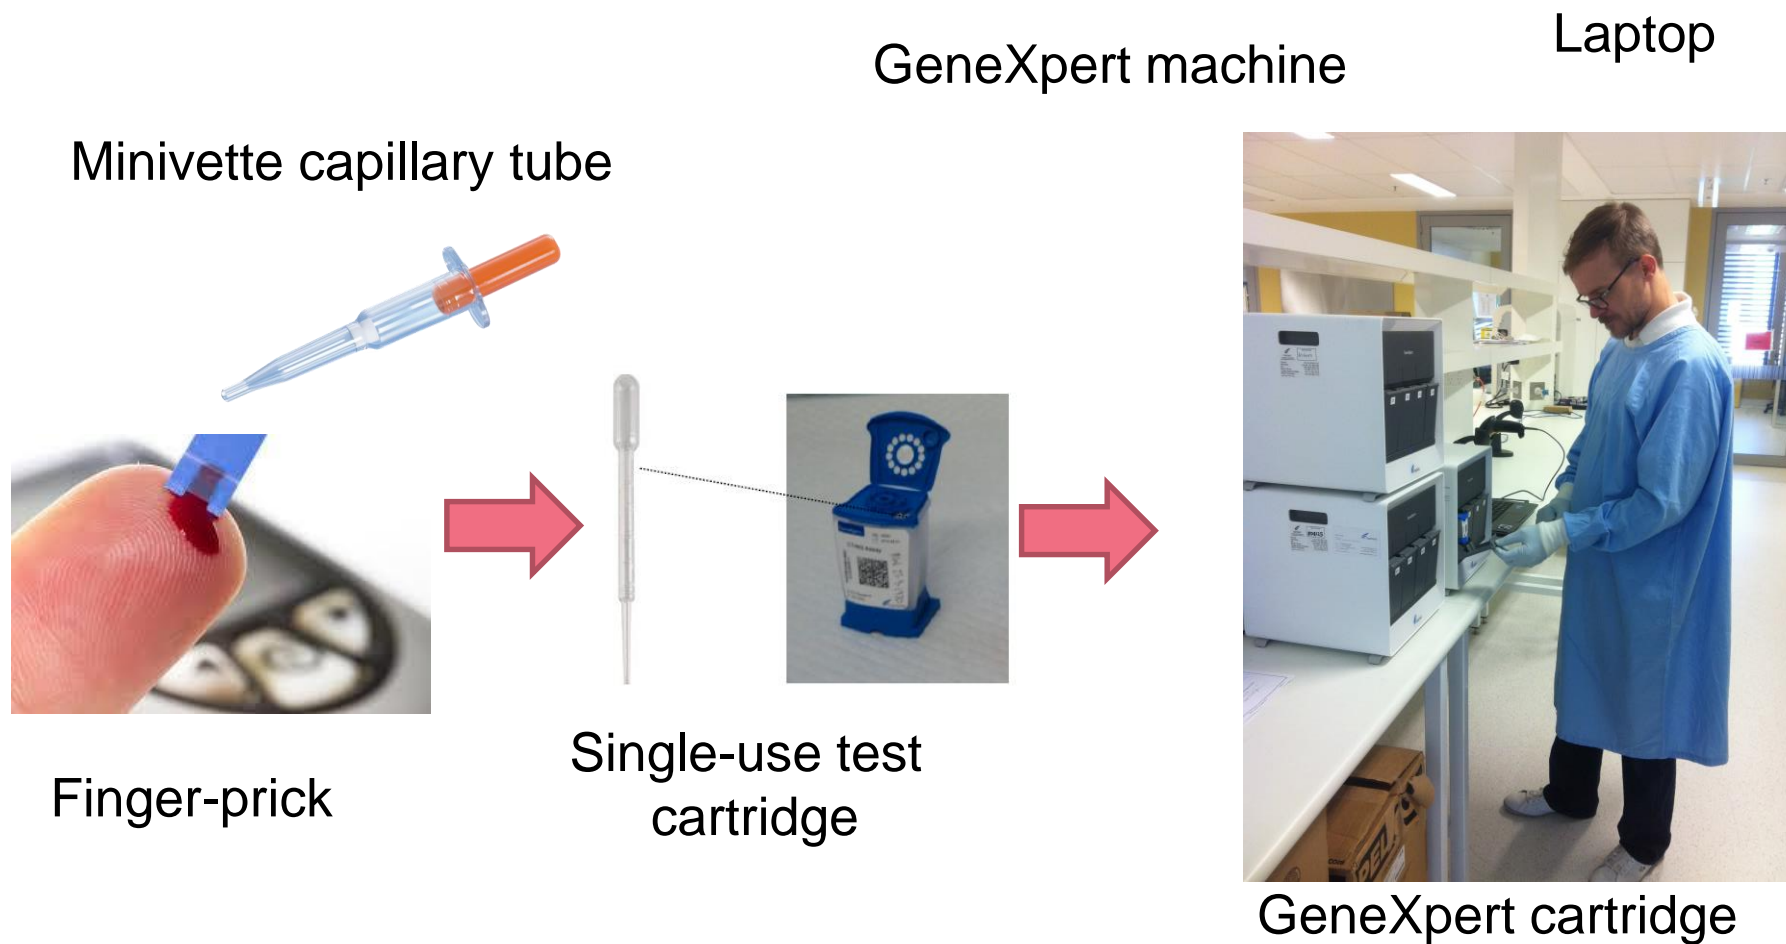 Laptop
GeneXpert machine
Minivette capillary tube
Finger-prick
Single-use test
cartridge
GeneXpert cartridge